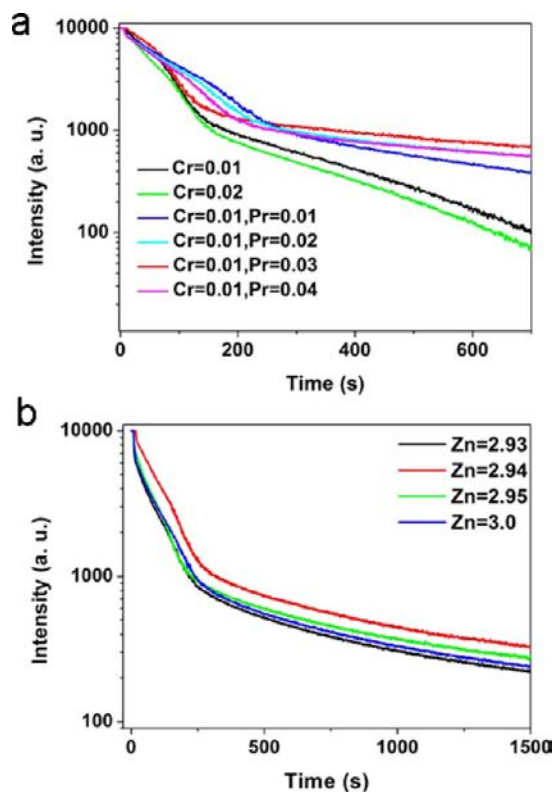 a
10000
1000
100
Intensity (a. u.)
Cr=0.01
Cr=0.02
Cr=0.01,Pr=0.01
Cr=0.01,Pr=0.02
Cr=0.01,Pr=0.03
Cr=0.01,Pr=0.04
0 200 400 600
Time (s)
b
10000
1000
100
Intensity (a. u.)
Zn=2.93
Zn=2.94
Zn=2.95
Zn=3.0
0 500 1000 1500
Time (s)